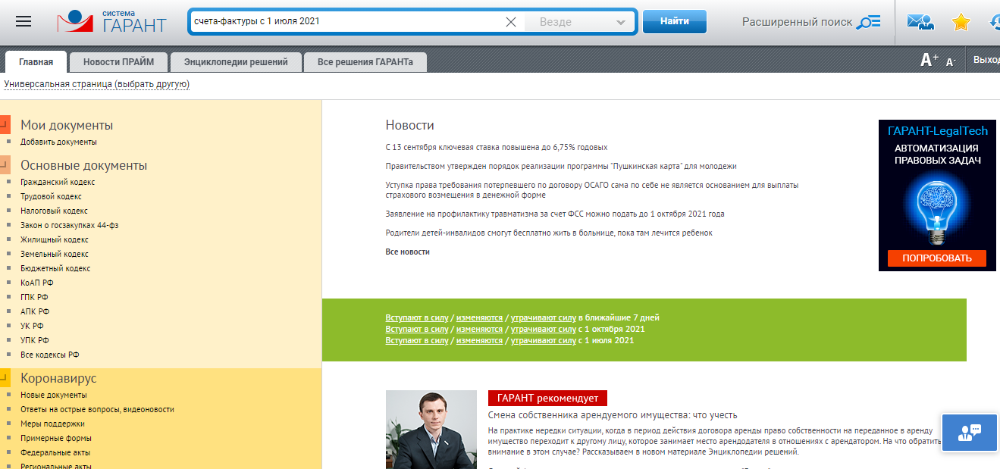 система
ГАРАНТ
счета-фактуры с 1 июля 2021
Везде
Найти
Расширенный поиск
Главная
Новости ПРАЙМ
Энциклопедии решений
Все решения ГАРАНТа
A+
A-
Универсальная страница (выбрать другую)
Мои документы
Добавить документы
Основные документы
Гражданский кодекс
Трудовой кодекс
Налоговый кодекс
Закон о госзакупках 44-фз
Жилищный кодекс
Земельный кодекс
Бюджетный кодекс
КоАП РФ
ГПК РФ
АПК РФ
УК РФ
УПК РФ
Все кодексы РФ
Коронавирус
Новые документы
Ответы на острые вопросы, видеоновости
Меры поддержки
Примерные формы
Федеральные акты
Региональные акты
Новости
С 13 сентября ключевая ставка повышена до 6,75% годовых
Правительством утвержден порядок реализации программы "Пушкинская карта" для молодежи
Уступка права требования потерпевшего по договору ОСАГО сама по себе не является основанием для выплаты
страхового возмещения в денежной форме
Заявление на профилактику травматизма за счет ФСС можно подать до 1 октября 2021 года
Родители детей-инвалидов смогут бесплатно жить в больнице, пока там лечится ребенок
Все новости
ГАРАНТ-LegalTech
АВТОМАТИЗАЦИЯ
ПРАВОВЫХ ЗАДАЧ
ПОПРОБОВАТЬ
Вступают в силу / изменяются / утрачивают силу в ближайшие 7 дней
Вступают в силу / изменяются / утрачивают силу с 1 октября 2021
Вступают в силу / изменяются / утрачивают силу с 1 июля 2021
ГАРАНТ рекомендует
Смена собственника арендуемого имущества: что учесть
На практике нередки ситуации, когда в период действия договора аренды право собственности на переданное в аренду
имущество переходит к другому лицу, которое занимает место арендодателя в отношениях с арендатором. На что обратить
внимание в этом случае? Рассказываем в новом материале Энциклопедии решений.